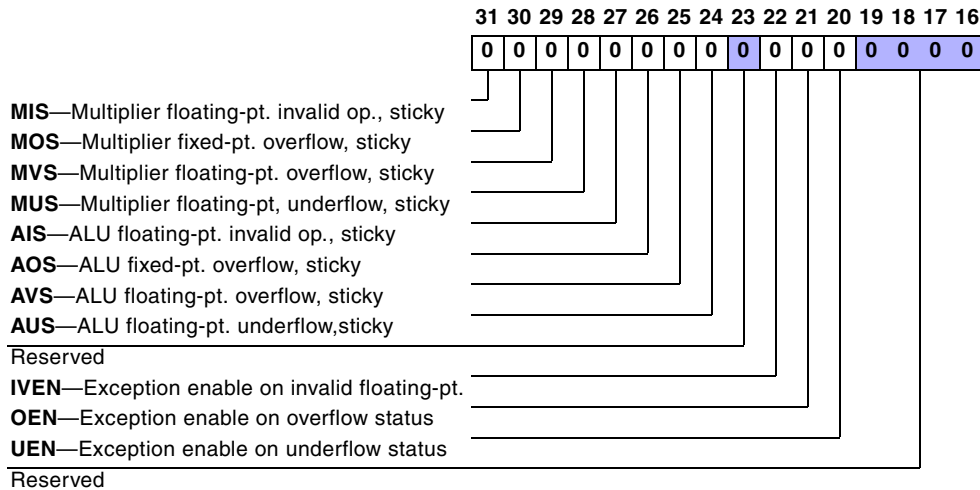 31 30 29 28 27 26 25 24 23 22 21 20 19 18 17 16
0 0 0 0 0 0 0 0 0 0 0 0 0 0 0 0
MIS—Multiplier floating-pt. invalid op., sticky
MOS—Multiplier fixed-pt. overflow, sticky
MVS—Multiplier floating-pt. overflow, sticky
MUS—Multiplier floating-pt, underflow, sticky
AIS—ALU floating-pt. invalid op., sticky
AOS—ALU fixed-pt. overflow, sticky
AVS—ALU floating-pt. overflow, sticky
AUS—ALU floating-pt. underflow,sticky
Reserved
IVEN—Exception enable on invalid floating-pt.
OEN—Exception enable on overflow status
UEN—Exception enable on underflow status
Reserved